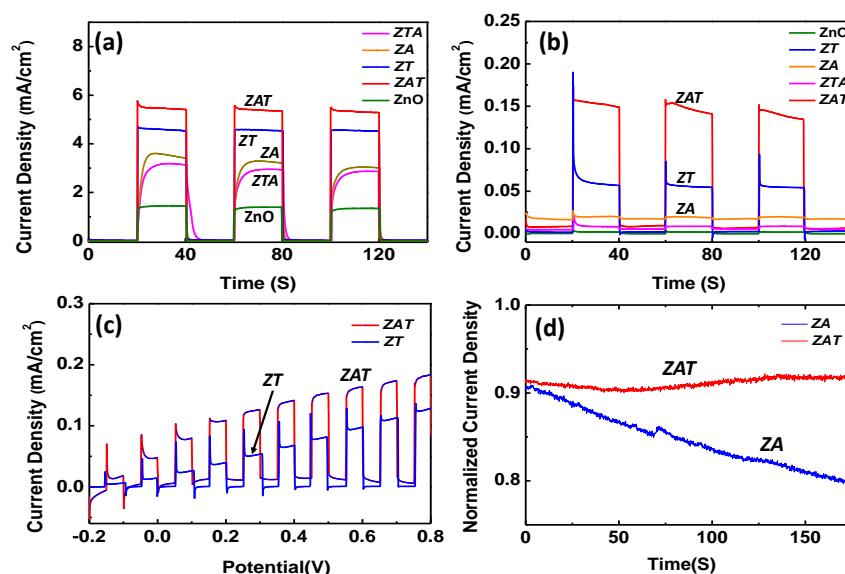 (a)
ZTA
ZA
ZT
ZAT
ZnO
ZAT
ZT
ZA
ZTA
ZnO
Current Density (mA/cm²)
8
6
4
2
0
0 40 80 120
Time (S)
(b)
ZnO
ZT
ZA
ZTA
ZAT
ZAT
ZT
ZA
Current Density (mA/cm²)
0.25
0.20
0.15
0.10
0.05
0.00
0 40 80 120
Time (S)
(c)
ZAT
ZT
ZT ZAT
Current Density (mA/cm²)
0.3
0.2
0.1
0.0
-0.2 0.0 0.2 0.4 0.6 0.8
Potential(V)
(d)
ZA
ZAT
ZAT
ZA
Normalized Current Density
1.0
0.9
0.8
0 50 100 150
Time(S)